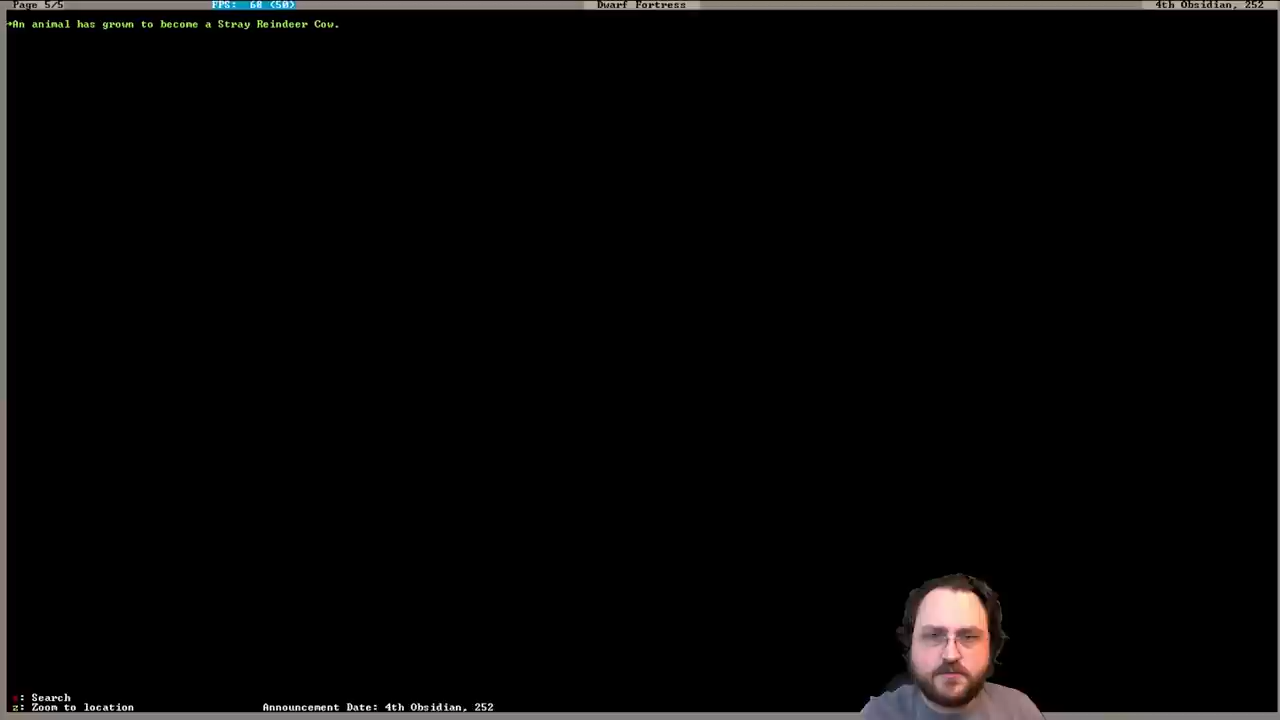 Page 5/5 FPS: 60 (50) Dwarf Fortress 4th Obsidian, 252
An animal has grown to become a Stray Reindeer Cow.
: Search
z: Zoom to location Announcement Date: 4th Obsidian, 252